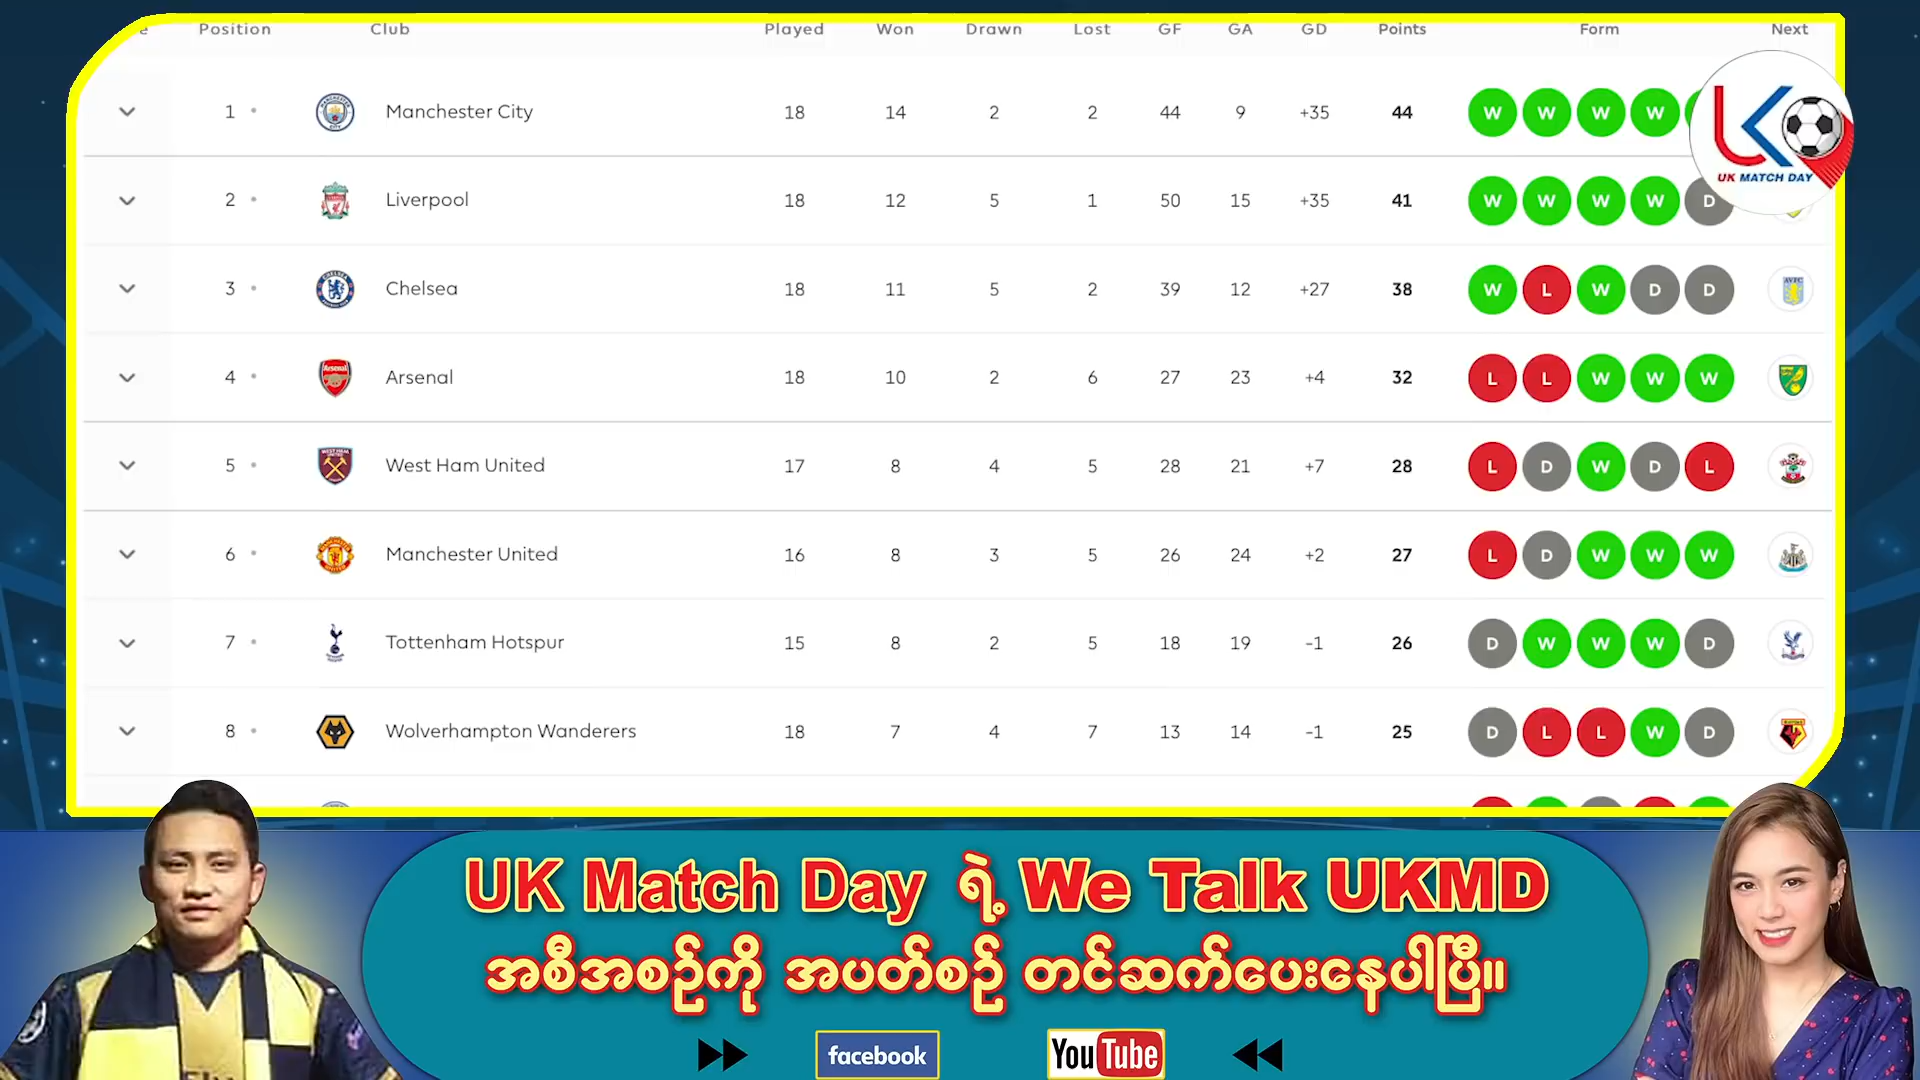 Position Club Played Won Drawn Lost GF GA GD Points Form Next
1 Manchester City 18 14 2 2 44 9 +35 44 W W W W
2 Liverpool 18 12 5 1 50 15 +35 41 W W W W D
3 Chelsea 18 11 5 2 39 12 +27 38 W L W D D
4 Arsenal 18 10 2 6 27 23 +4 32 L L W W W
5 West Ham United 17 8 4 5 28 21 +7 28 L D W D L
6 Manchester United 16 8 3 5 26 24 +2 27 L D W W W
7 Tottenham Hotspur 15 8 2 5 18 19 -1 26 D W W W D
8 Wolverhampton Wanderers 18 7 4 7 13 14 -1 25 D L L W D
UK
UK MATCH DAY
UK Match Day ရဲ့ We Talk UKMD
အစီအစဉ်ကို အပတ်စဉ် တင်ဆက်ပေးနေပါပြီ။
facebook YouTube